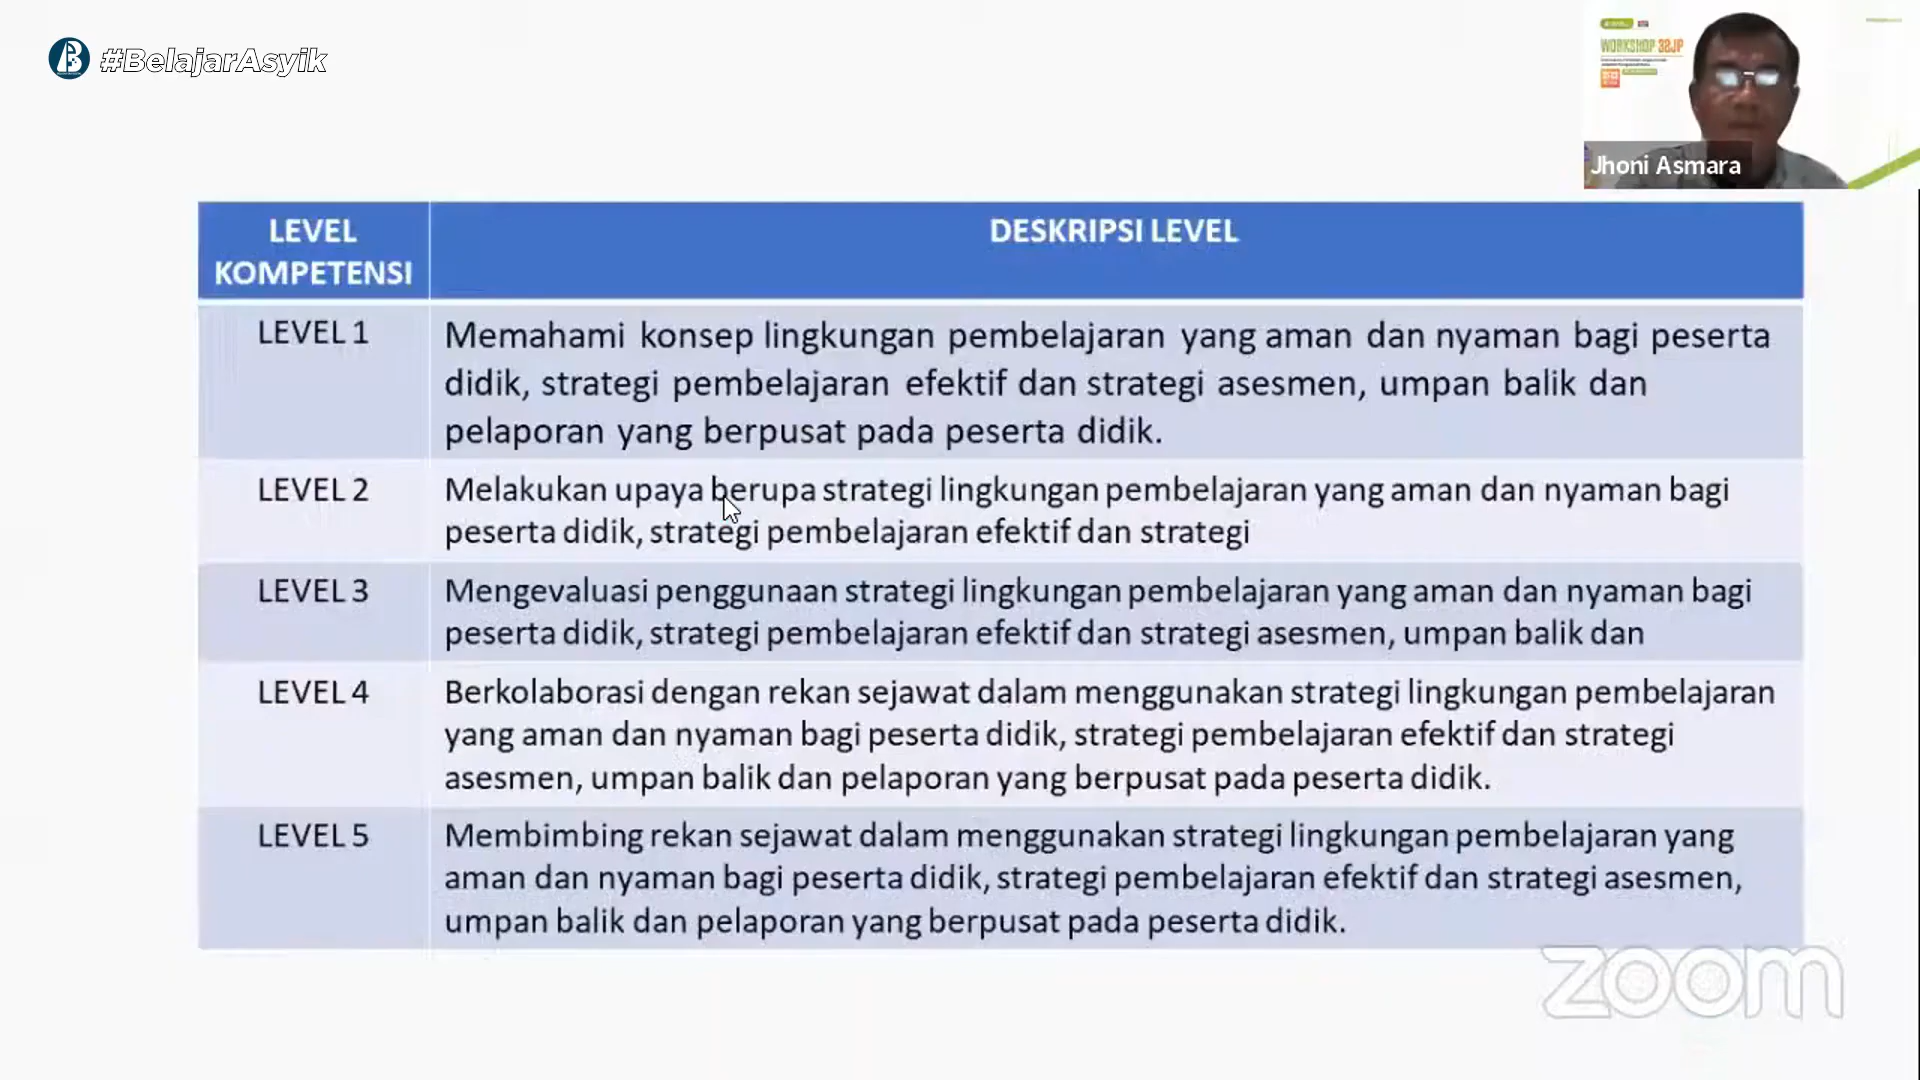 #BelajarAsyik
WORKSHOP 32JP
Jhoni Asmara
LEVEL
KOMPETENSI
DESKRIPSI LEVEL
LEVEL 1
Memahami konsep lingkungan pembelajaran yang aman dan nyaman bagi peserta
didik, strategi pembelajaran efektif dan strategi asesmen, umpan balik dan
pelaporan yang berpusat pada peserta didik.
LEVEL 2
Melakukan upaya berupa strategi lingkungan pembelajaran yang aman dan nyaman bagi
peserta didik, strategi pembelajaran efektif dan strategi
LEVEL 3
Mengevaluasi penggunaan strategi lingkungan pembelajaran yang aman dan nyaman bagi
peserta didik, strategi pembelajaran efektif dan strategi asesmen, umpan balik dan
LEVEL 4
Berkolaborasi dengan rekan sejawat dalam menggunakan strategi lingkungan pembelajaran
yang aman dan nyaman bagi peserta didik, strategi pembelajaran efektif dan strategi
asesmen, umpan balik dan pelaporan yang berpusat pada peserta didik.
LEVEL 5
Membimbing rekan sejawat dalam menggunakan strategi lingkungan pembelajaran yang
aman dan nyaman bagi peserta didik, strategi pembelajaran efektif dan strategi asesmen,
umpan balik dan pelaporan yang berpusat pada peserta didik.
zoom